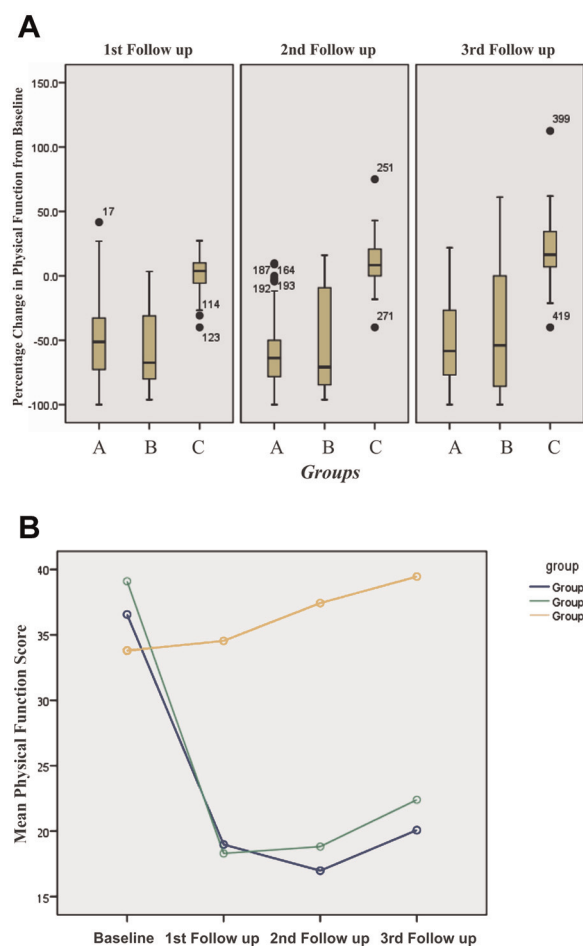 A
1st Follow up 2nd Follow up 3rd Follow up
Percentage Change in Physical Function from Baseline
150.0
100.0
50.0
0.0
-50.0
-100.0
17
114
123
187 164
192 193
251
271
399
419
A B C A B C A B C
Groups
B
Mean Physical Function Score
40
35
30
25
20
15
group
Group
Group
Group
Baseline 1st Follow up 2nd Follow up 3rd Follow up